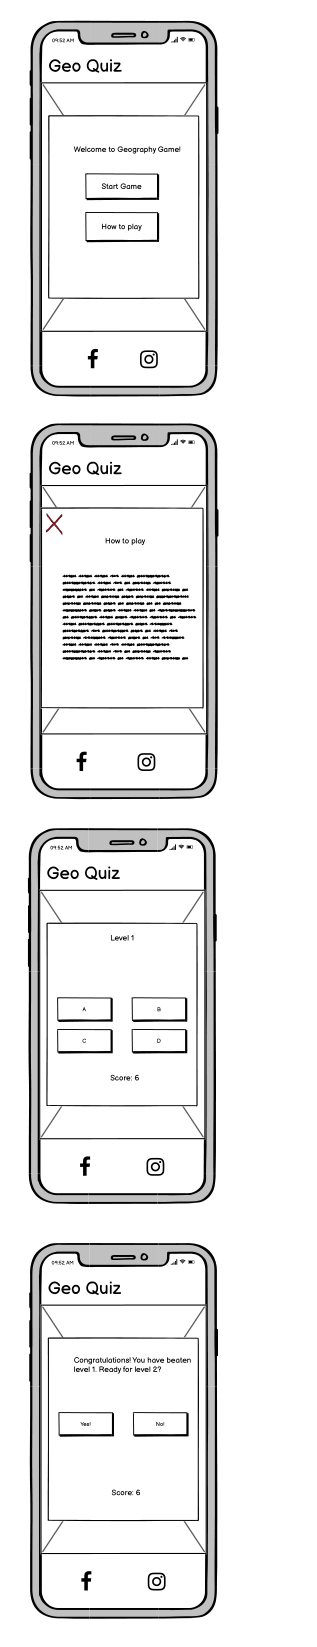 09:52 AM
Geo Quiz
Welcome to Geography Game!
Start Game
How to play
09:52 AM
Geo Quiz
How to play
09:52 AM
Geo Quiz
Level 1
A
B
C
D
Score: 6
09:52 AM
Geo Quiz
Congratulations! You have beaten
level 1. Ready for level 2?
Yes!
No!
Score: 6